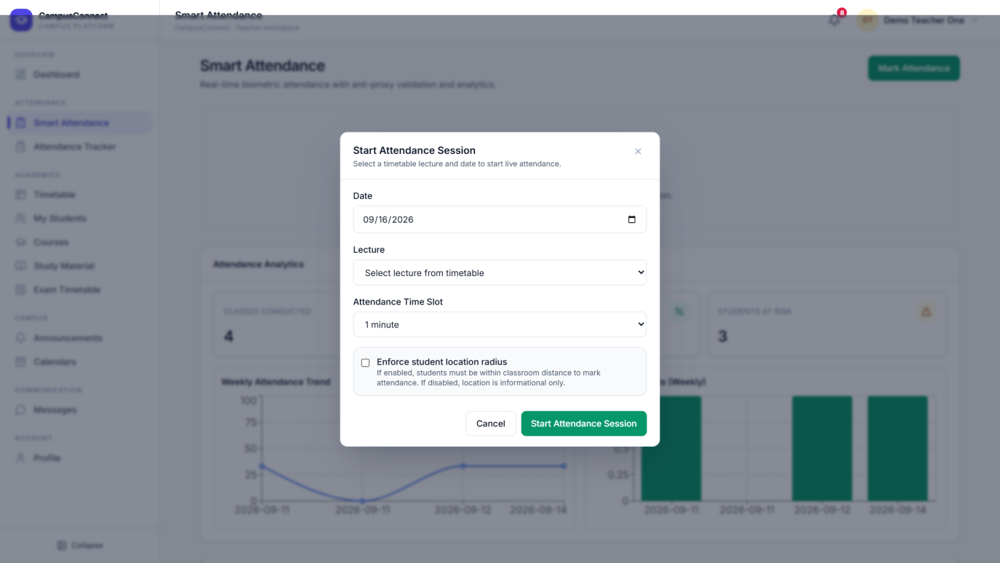 CampusConnect
CAMPUS PLATFORM
OVERVIEW
Dashboard
ATTENDANCE
Smart Attendance
Attendance Tracker
ACADEMICS
Timetable
My Students
Courses
Study Material
Exam Timetable
CAMPUS
Announcements
Calendars
COMMUNICATION
Messages
ACCOUNT
Profile
Collapse
Smart Attendance
CampusConnect · Teacher workspace
8
DT
Demo Teacher One
Smart Attendance
Real-time biometric attendance with anti-proxy validation and analytics.
Mark Attendance
on.
Start Attendance Session
Select a timetable lecture and date to start live attendance.
Date
09/16/2026
Lecture
Select lecture from timetable
Attendance Time Slot
1 minute
Enforce student location radius
If enabled, students must be within classroom distance to mark
attendance. If disabled, location is informational only.
Cancel
Start Attendance Session
Attendance Analytics
CLASSES CONDUCTED
4
STUDENTS AT RISK
3
Weekly Attendance Trend
100
75
50
25
0
2026-09-11
2026-09-11
2026-09-12
2026-09-14
(Weekly)
0.5
0.25
0
2026-09-11
2026-09-11
2026-09-12
2026-09-14